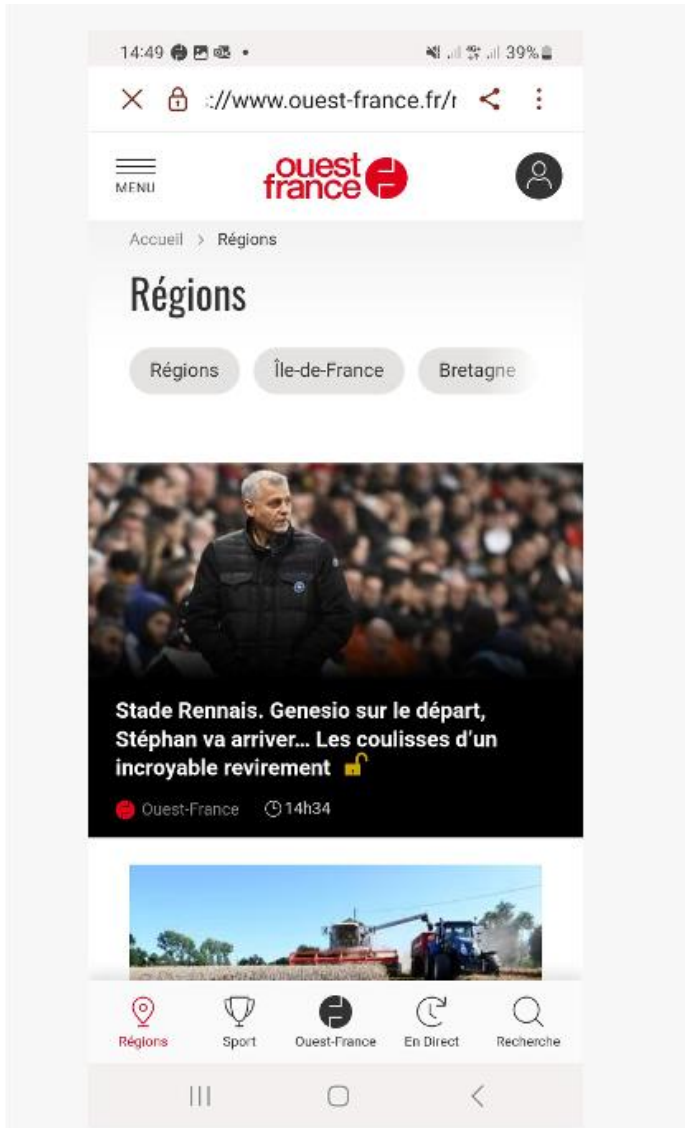 14:49
39%
://www.ouest-france.fr/r
MENU
ouest
france
Accueil > Régions
Régions
Régions Île-de-France Bretagne
Stade Rennais. Genesio sur le départ,
Stéphan va arriver... Les coulisses d'un
incroyable revirement
Ouest-France 14h34
Régions Sport Ouest-France En Direct Recherche